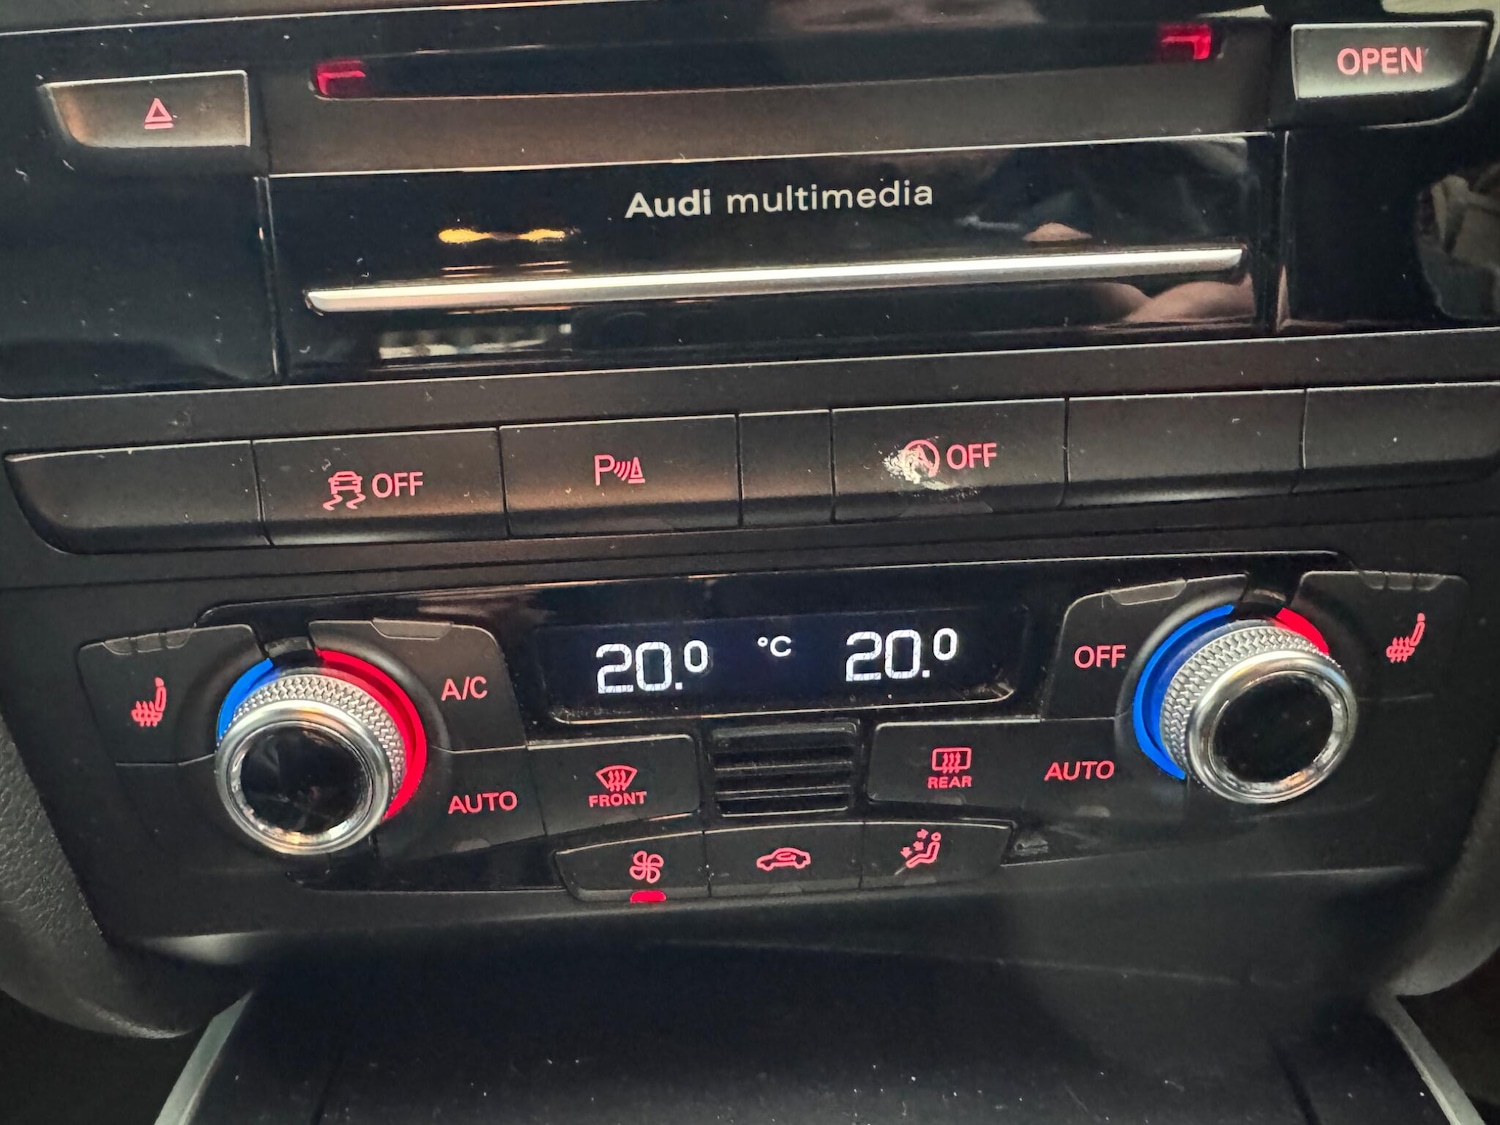 OPEN
Audi multimedia
OFF
P
A OFF
20.0 °C 20.0
OFF
A/C
AUTO
FRONT
REAR
AUTO